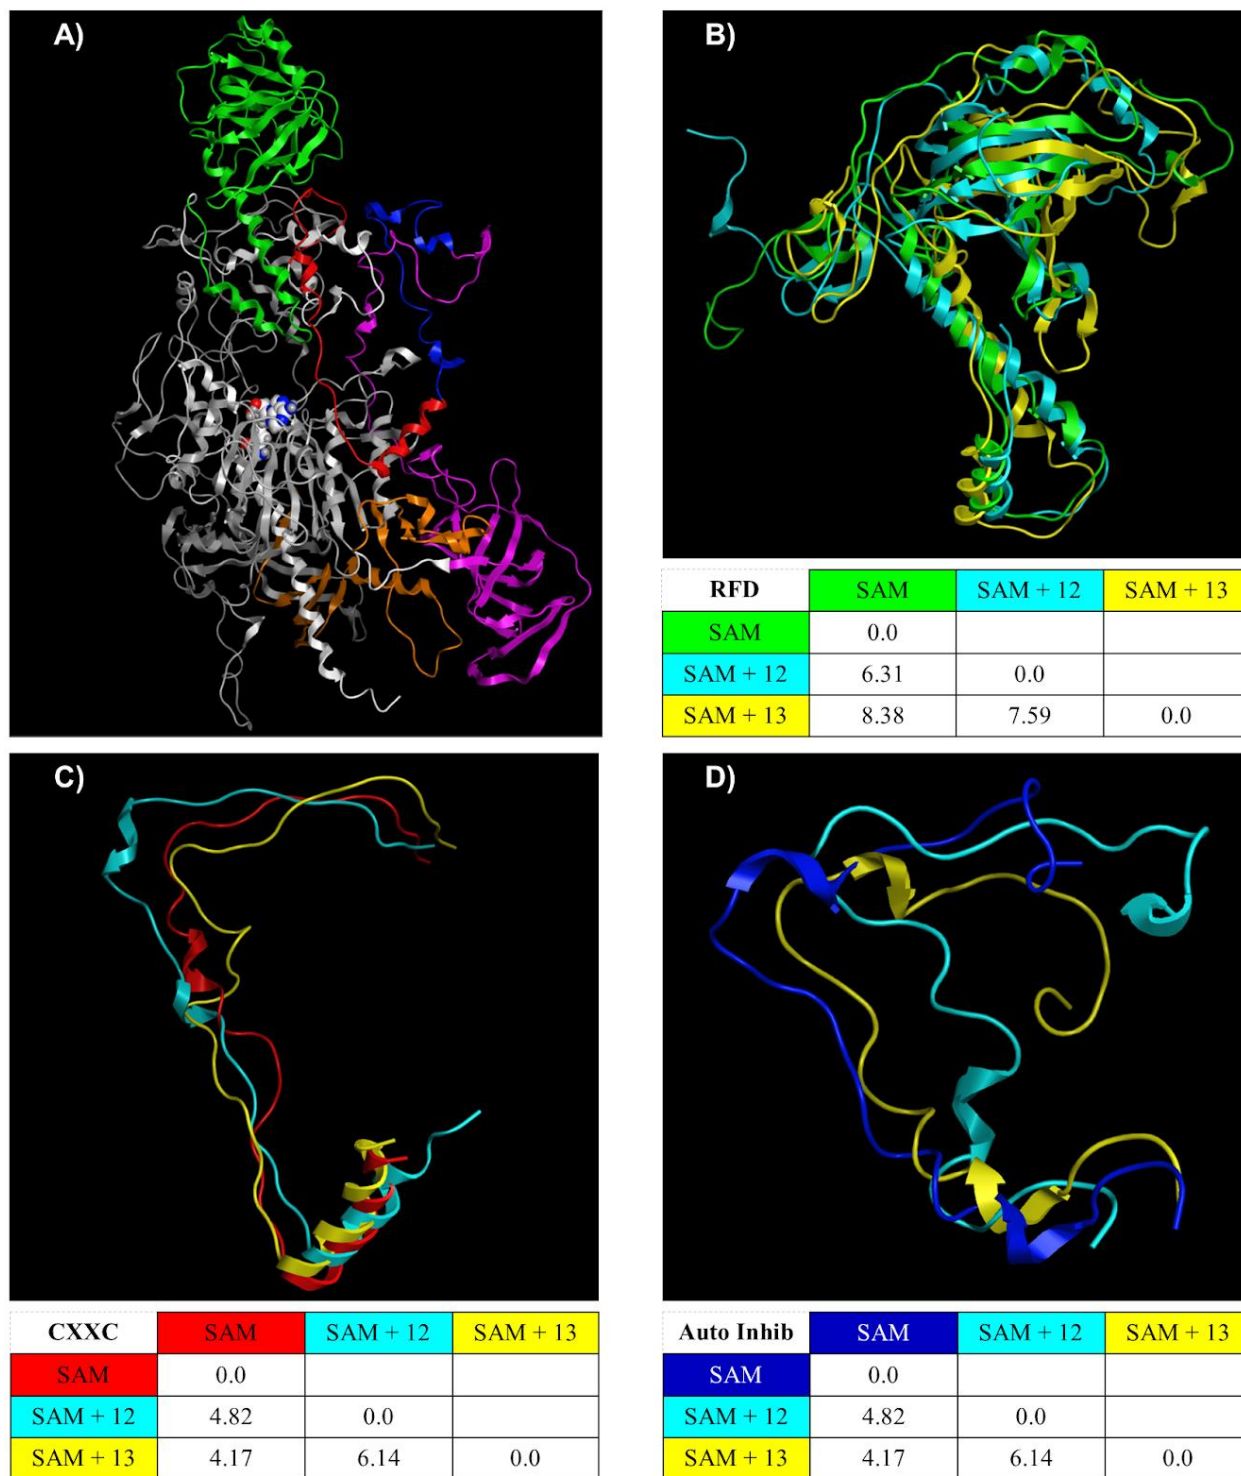 A)
B)
RFD SAM SAM + 12 SAM + 13
SAM 0.0
SAM + 12 6.31 0.0
SAM + 13 8.38 7.59 0.0
C)
D)
CXXC SAM SAM + 12 SAM + 13
SAM 0.0
SAM + 12 4.82 0.0
SAM + 13 4.17 6.14 0.0
Auto Inhib SAM SAM + 12 SAM + 13
SAM 0.0
SAM + 12 4.82 0.0
SAM + 13 4.17 6.14 0.0